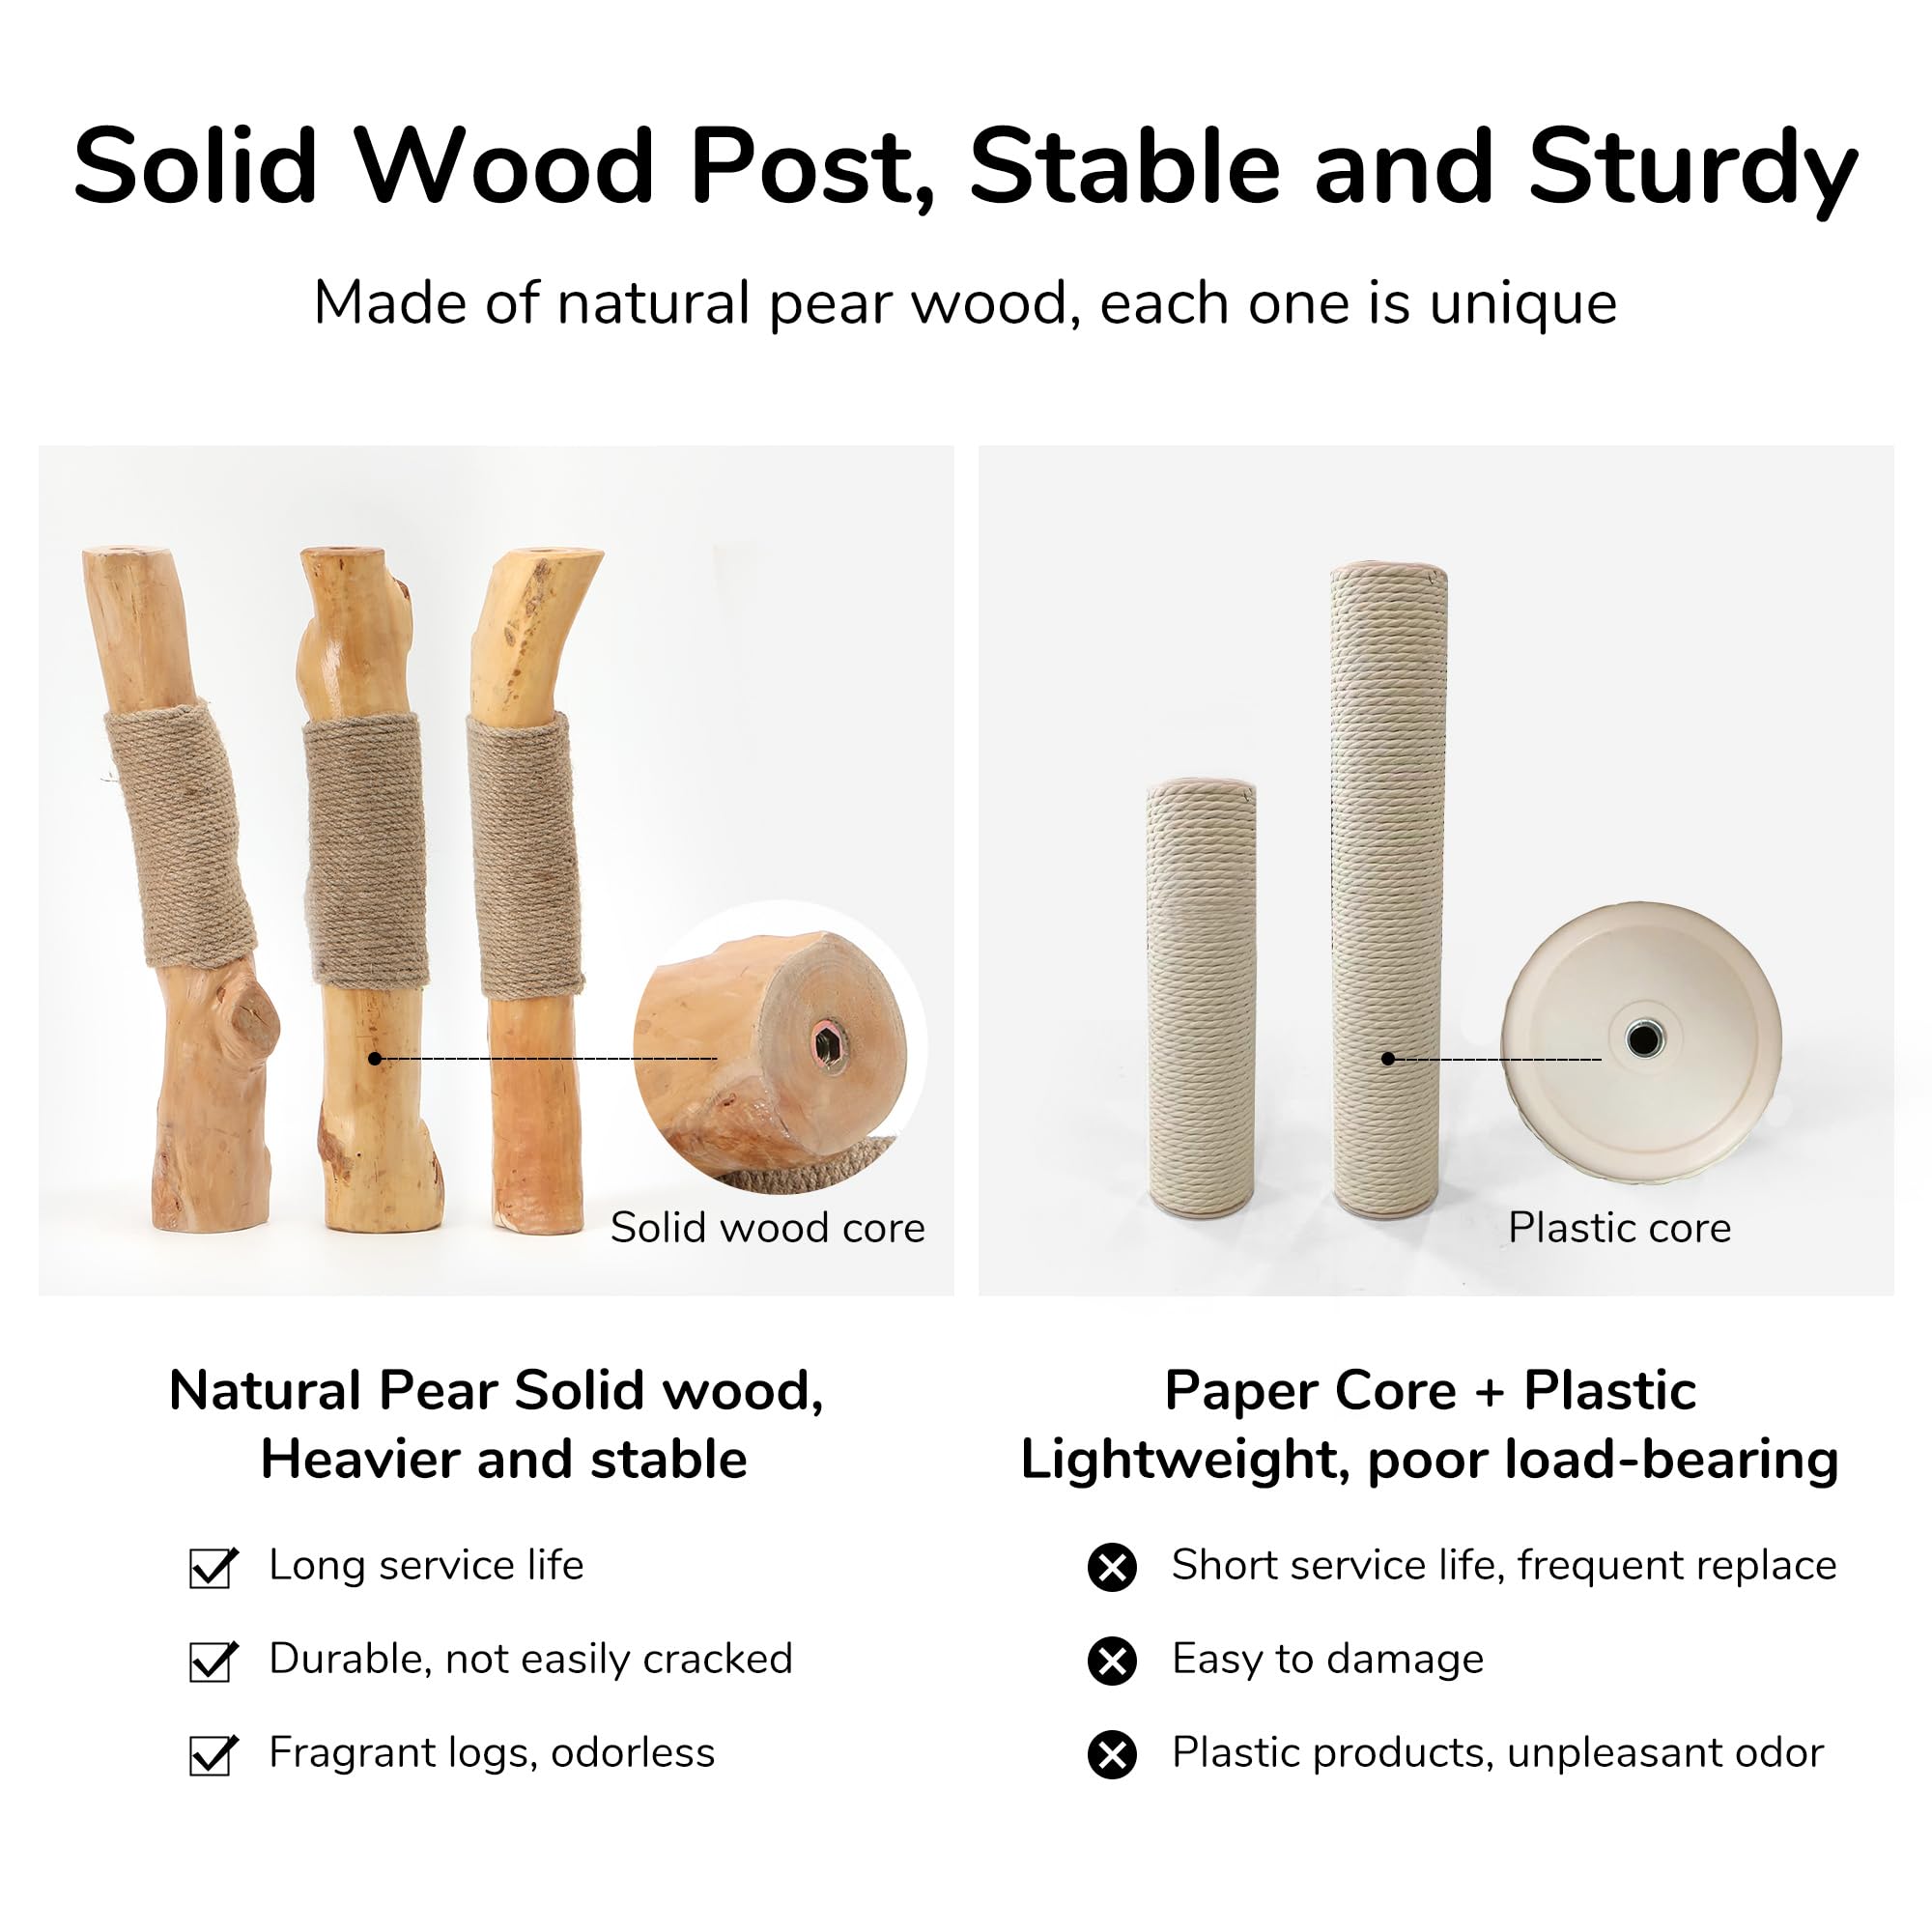 Solid Wood Post, Stable and Sturdy
Made of natural pear wood, each one is unique
Solid wood core
Plastic core
Natural Pear Solid wood,
Heavier and stable
Long service life
Durable, not easily cracked
Fragrant logs, odorless
Paper Core + Plastic
Lightweight, poor load-bearing
Short service life, frequent replace
Easy to damage
Plastic products, unpleasant odor